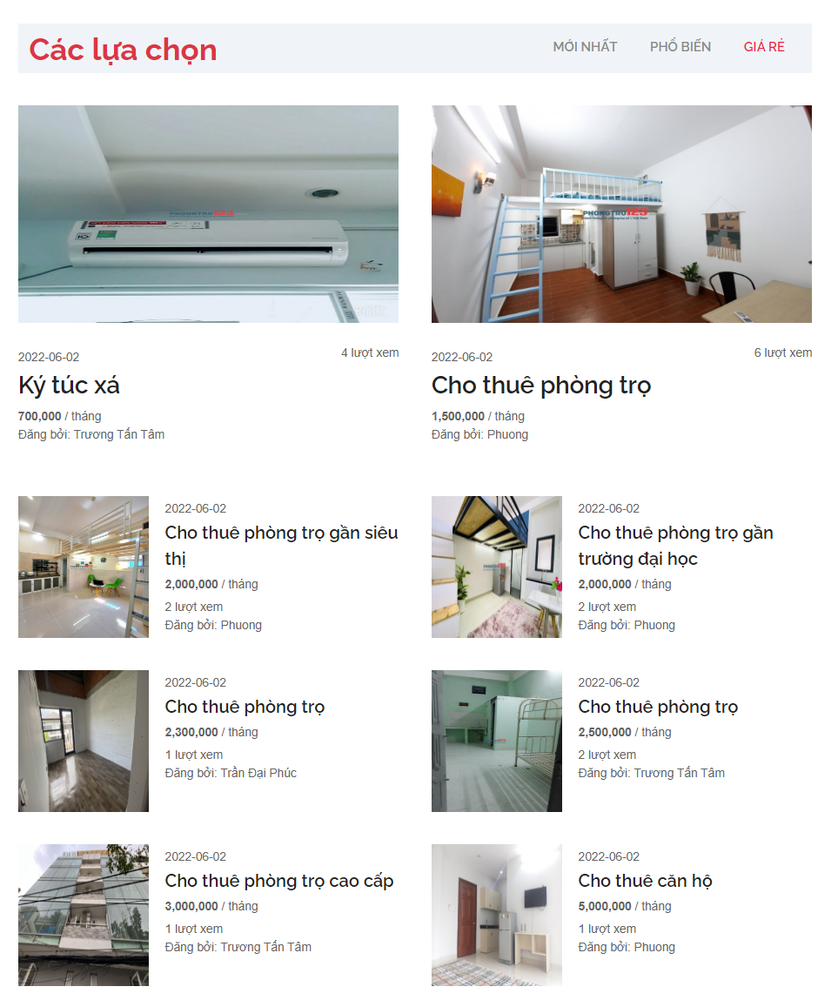 Các lựa chọn
MỚI NHẤT
PHỔ BIẾN
GIÁ RẺ
PHONGTRO123
PHONGTRO123
2022-06-02
4 lượt xem
Ký túc xá
700,000 / tháng
Đăng bởi: Trương Tấn Tâm
2022-06-02
6 lượt xem
Cho thuê phòng trọ
1,500,000 / tháng
Đăng bởi: Phuong
2022-06-02
Cho thuê phòng trọ gần siêu
thị
2,000,000 / tháng
2 lượt xem
Đăng bởi: Phuong
2022-06-02
Cho thuê phòng trọ gần
trường đại học
2,000,000 / tháng
2 lượt xem
Đăng bởi: Phuong
2022-06-02
Cho thuê phòng trọ
2,300,000 / tháng
1 lượt xem
Đăng bởi: Trần Đại Phúc
2022-06-02
Cho thuê phòng trọ
2,500,000 / tháng
2 lượt xem
Đăng bởi: Trương Tấn Tâm
2022-06-02
Cho thuê phòng trọ cao cấp
3,000,000 / tháng
1 lượt xem
Đăng bởi: Trương Tấn Tâm
2022-06-02
Cho thuê căn hộ
5,000,000 / tháng
1 lượt xem
Đăng bởi: Phuong